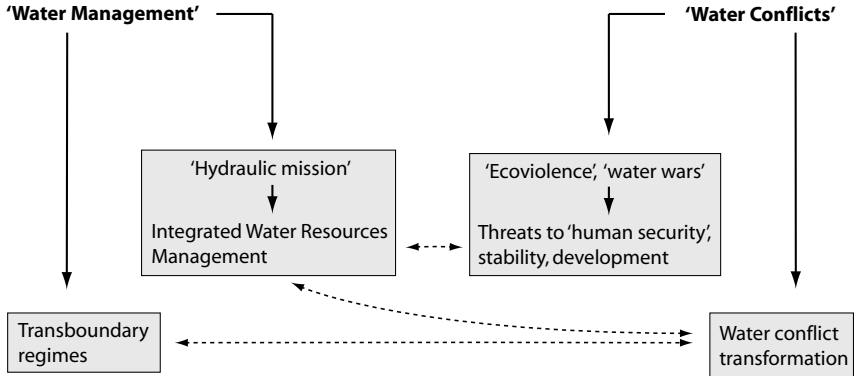 ‘Water Management’
‘Water Conflicts’
‘Hydraulic mission’
Integrated Water Resources
Management
‘Ecoviolence’, ‘water wars’
Threats to ‘human security’,
stability, development
Transboundary
regimes
Water conflict
transformation